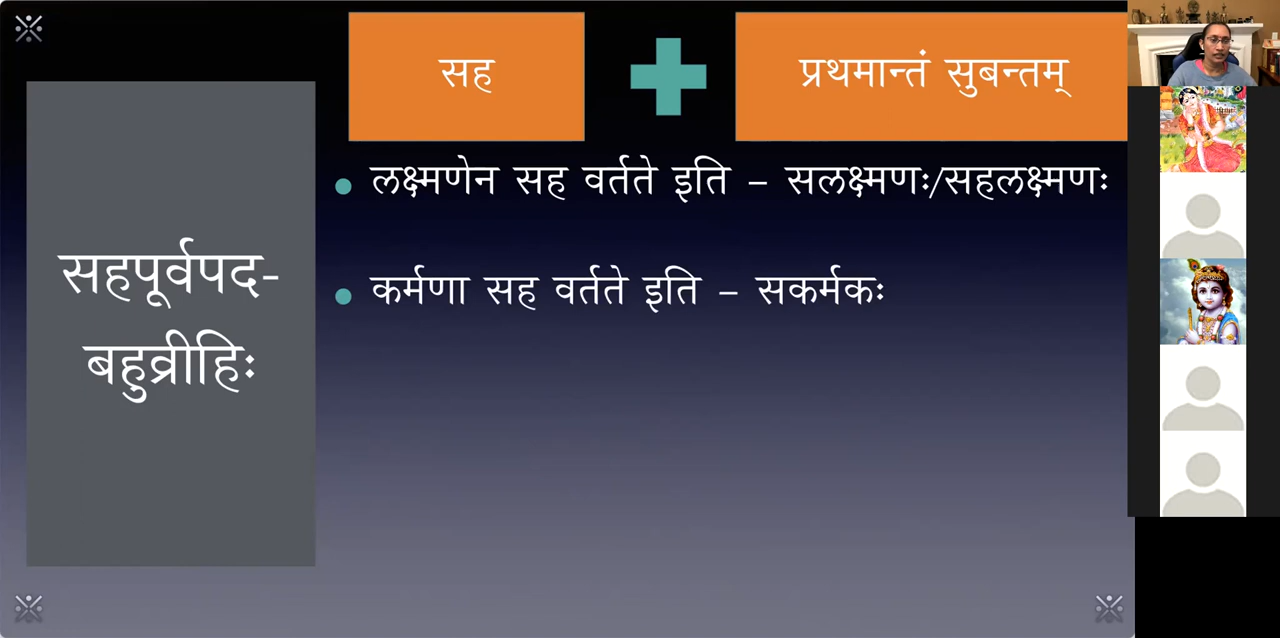 सह
प्रथमान्तं सुबन्तम्
सहपूर्वपद-
बहुव्रीहिः
लक्ष्मणेन सह वर्तते इति – सलक्ष्मणः/सहलक्ष्मणः
कर्मणा सह वर्तते इति – सकर्मकः